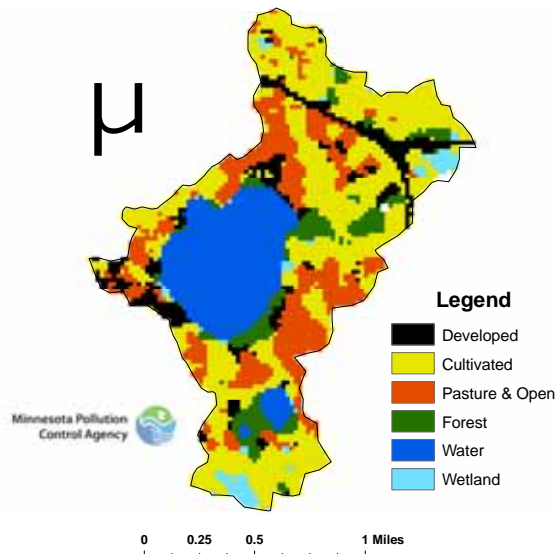 µ
Legend
Developed
Cultivated
Pasture & Open
Forest
Water
Wetland
Minnesota Pollution
Control Agency
0 0.25 0.5 1 Miles